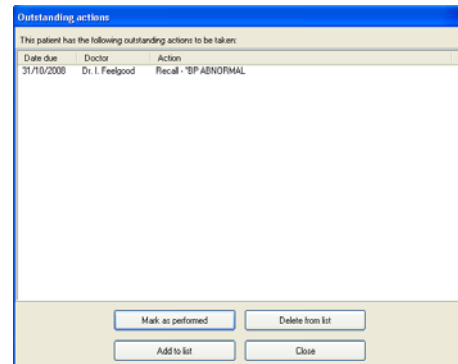 Outstanding actions
This patient has the following outstanding actions to be taken:
Date due Doctor Action
31/10/2008 Dr. I. Feelgood Recall - "BP ABNORMAL
Mark as performed Delete from list
Add to list Close